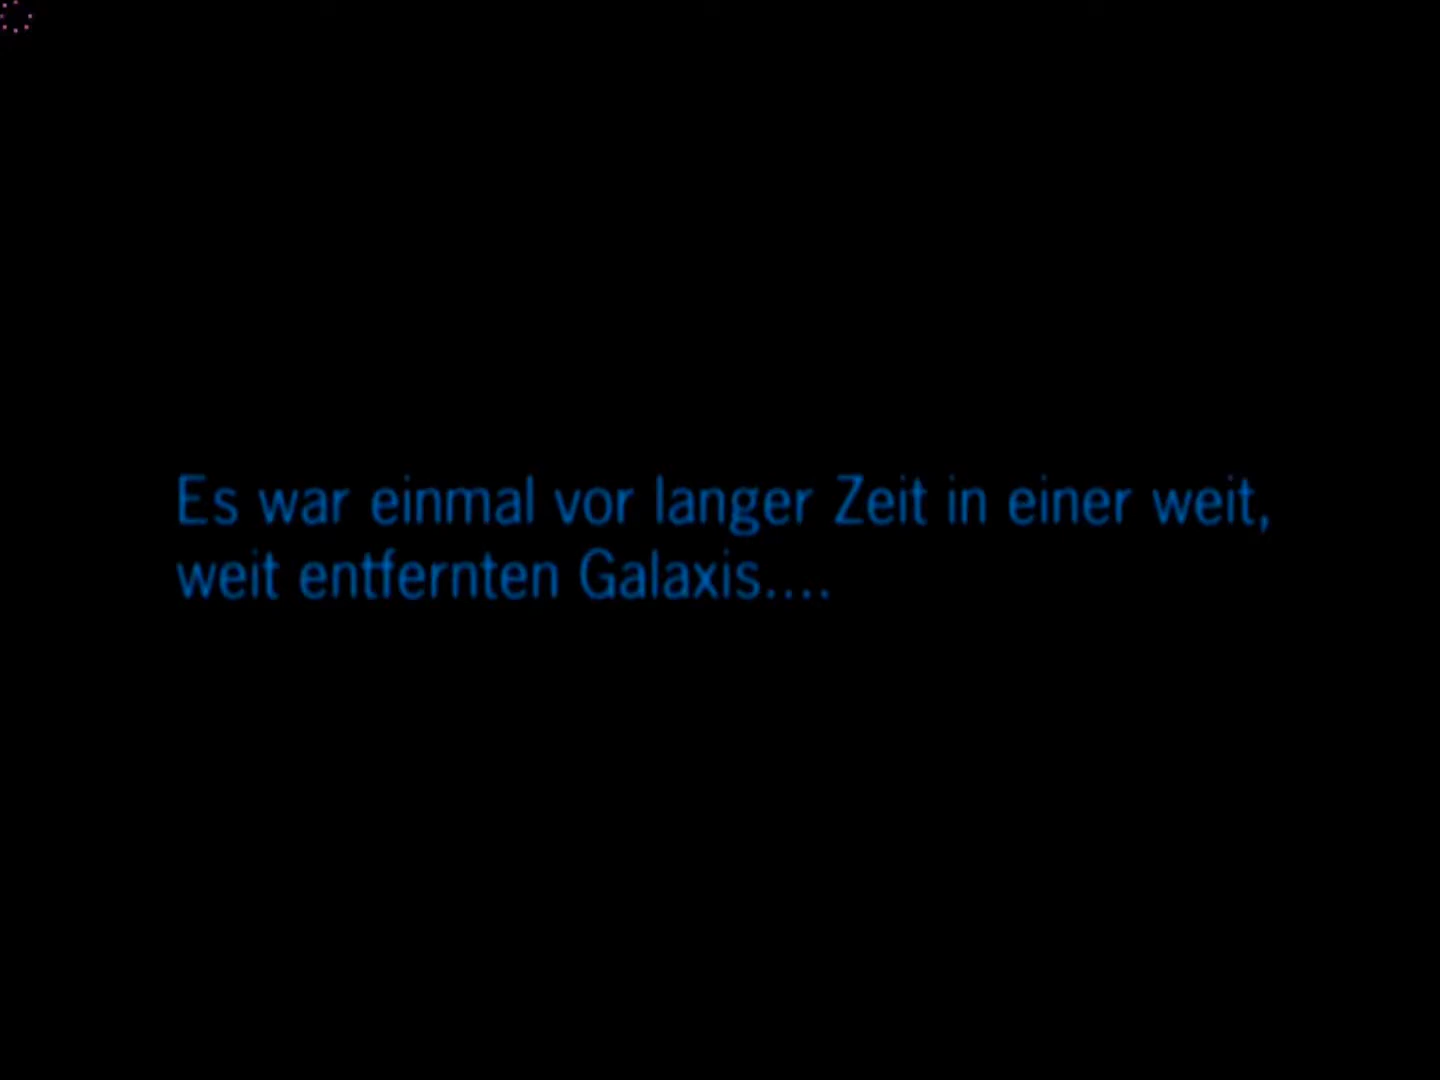 Es war einmal vor langer Zeit in einer weit,
weit entfernten Galaxis....